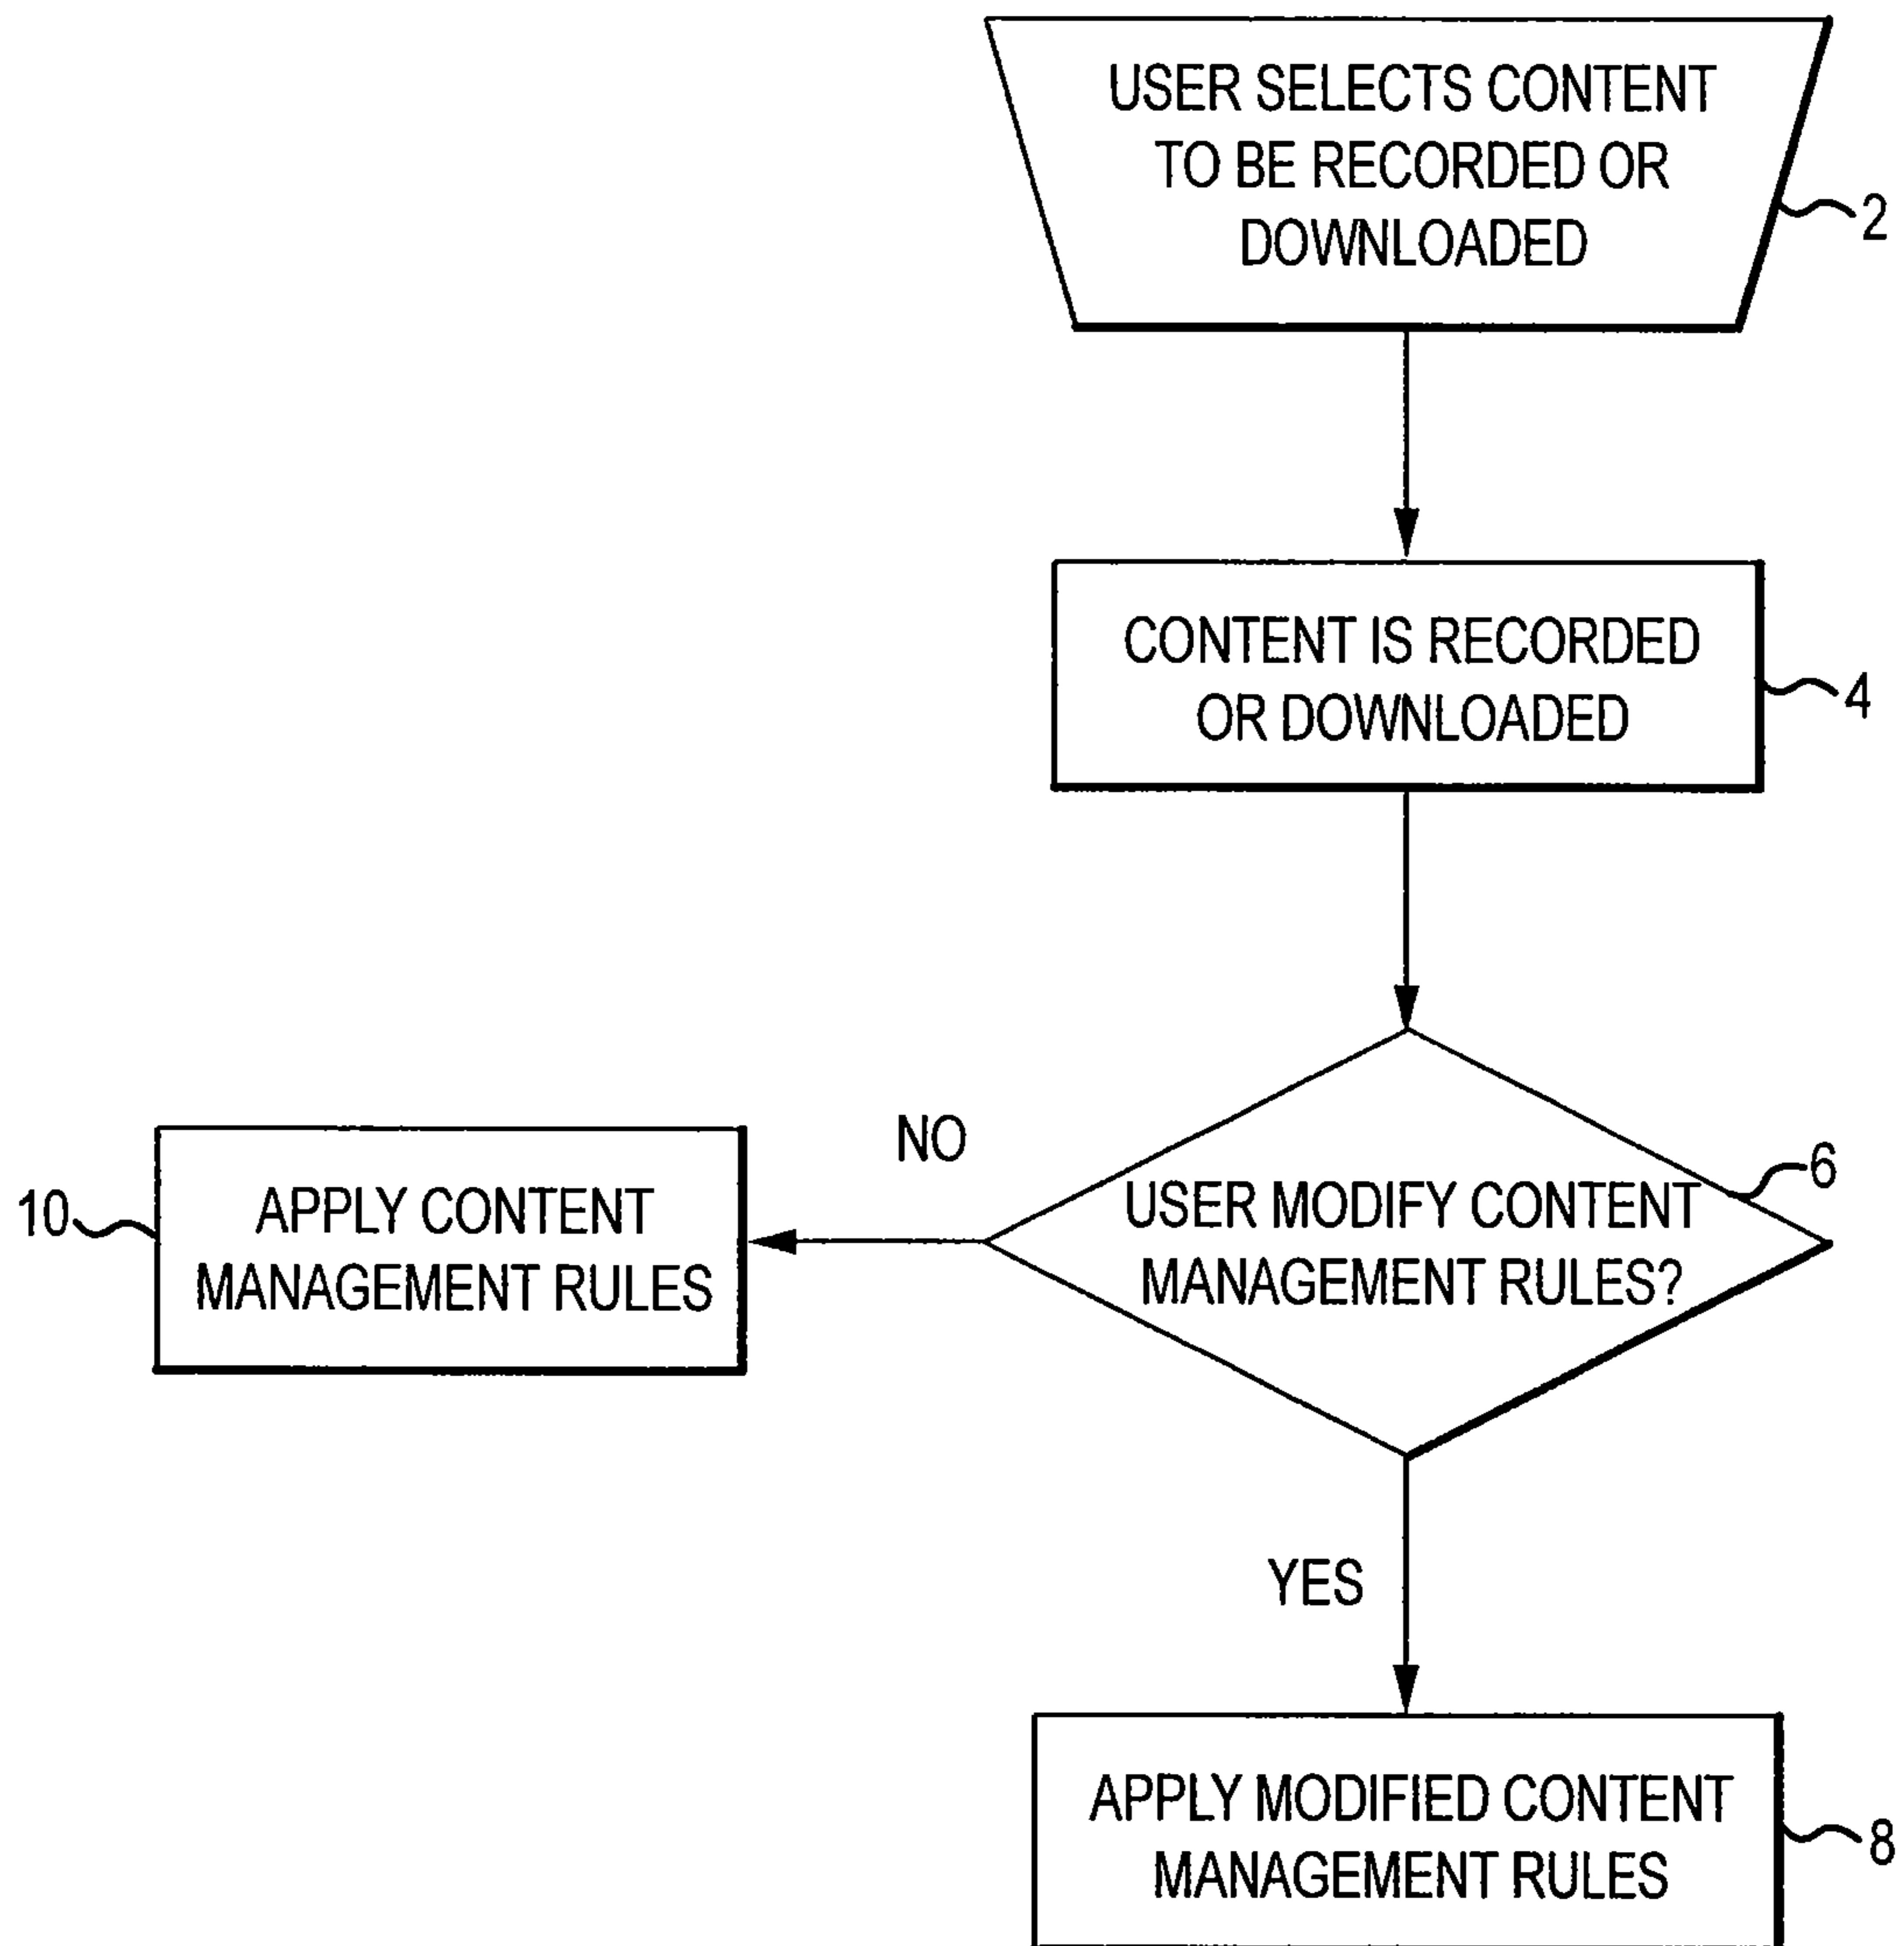 USER SELECTS CONTENT
TO BE RECORDED OR
DOWNLOADED
2
CONTENT IS RECORDED
OR DOWNLOADED
4
NO
6
USER MODIFY CONTENT
MANAGEMENT RULES?
10
APPLY CONTENT
MANAGEMENT RULES
YES
APPLY MODIFIED CONTENT
MANAGEMENT RULES
8